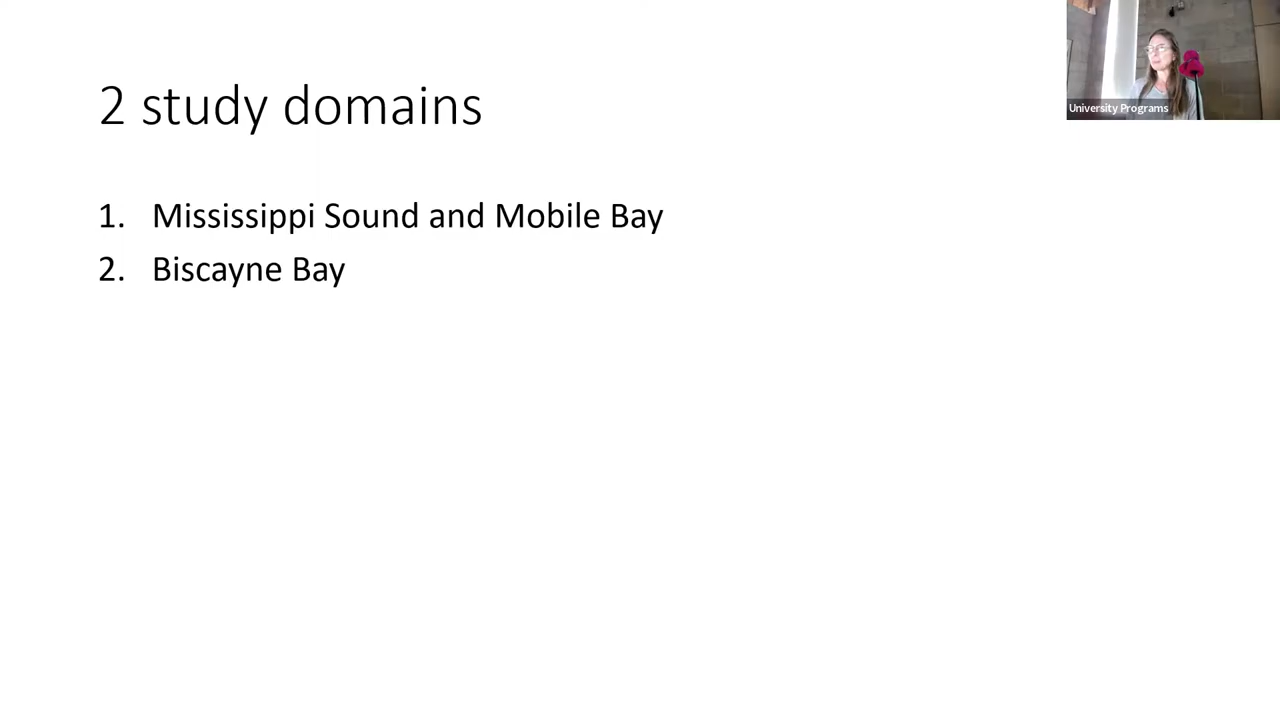 2 study domains
1. Mississippi Sound and Mobile Bay
2. Biscayne Bay
University Programs